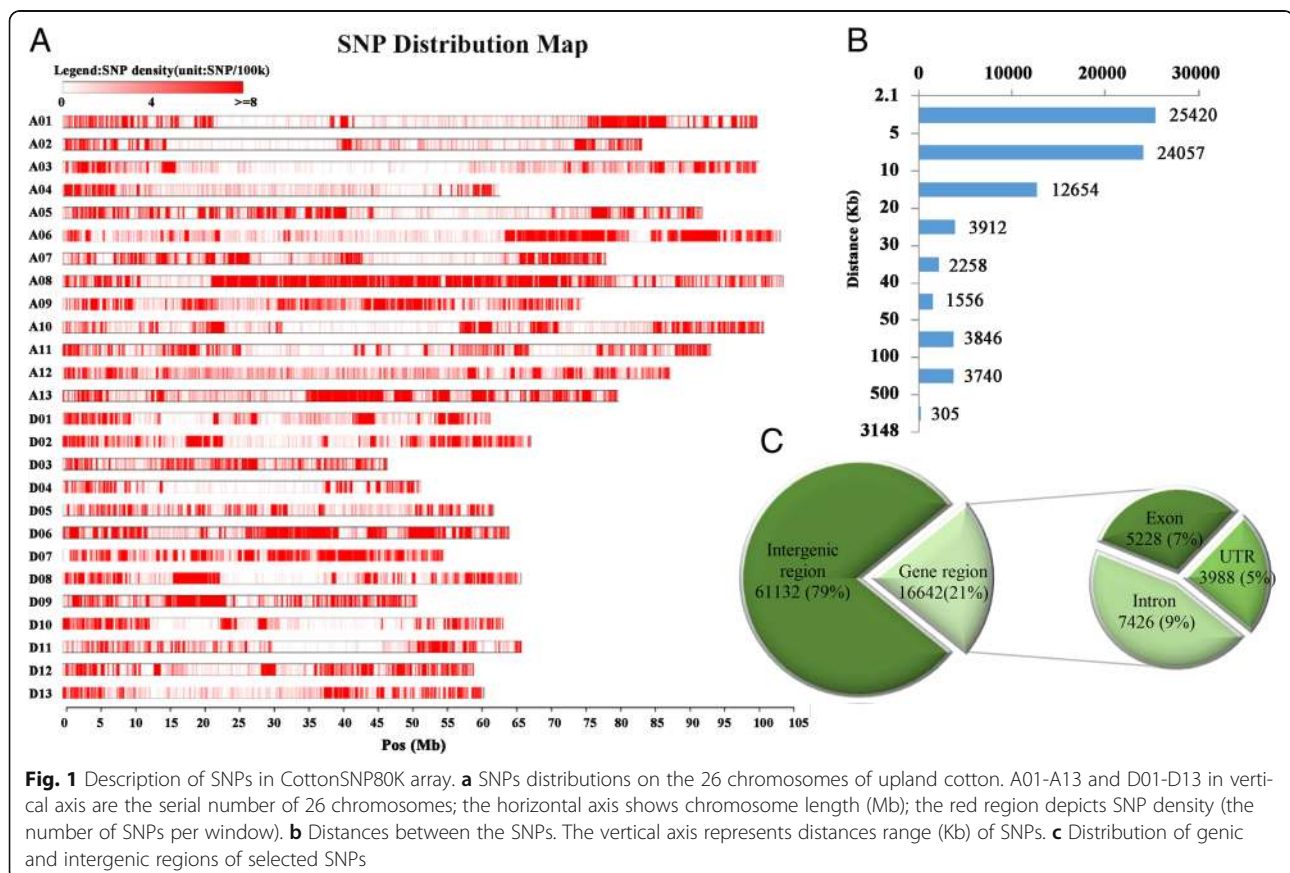 A
SNP Distribution Map
Legend:SNP density(unit:SNP/100k)
0 4 >=8
A01
A02
A03
A04
A05
A06
A07
A08
A09
A10
A11
A12
A13
D01
D02
D03
D04
D05
D06
D07
D08
D09
D10
D11
D12
D13
0 5 10 15 20 25 30 35 40 45 50 55 60 65 70 75 80 85 90 95 100 105
Pos (Mb)
B
0 10000 20000 30000
Distance (Kb)
2.1
25420
5
24057
10
12654
20
3912
30
2258
40
1556
50
3846
100
3740
500
305
3148
C
Intergenic
region
61132 (79%)
Gene region
16642(21%)
Exon
5228 (7%)
UTR
3988 (5%)
Intron
7426 (9%)
Fig. 1 Description of SNPs in CottonSNP80K array. a SNPs distributions on the 26 chromosomes of upland cotton. A01-A13 and D01-D13 in verti-
cal axis are the serial number of 26 chromosomes; the horizontal axis shows chromosome length (Mb); the red region depicts SNP density (the
number of SNPs per window). b Distances between the SNPs. The vertical axis represents distances range (Kb) of SNPs. c Distribution of genic
and intergenic regions of selected SNPs